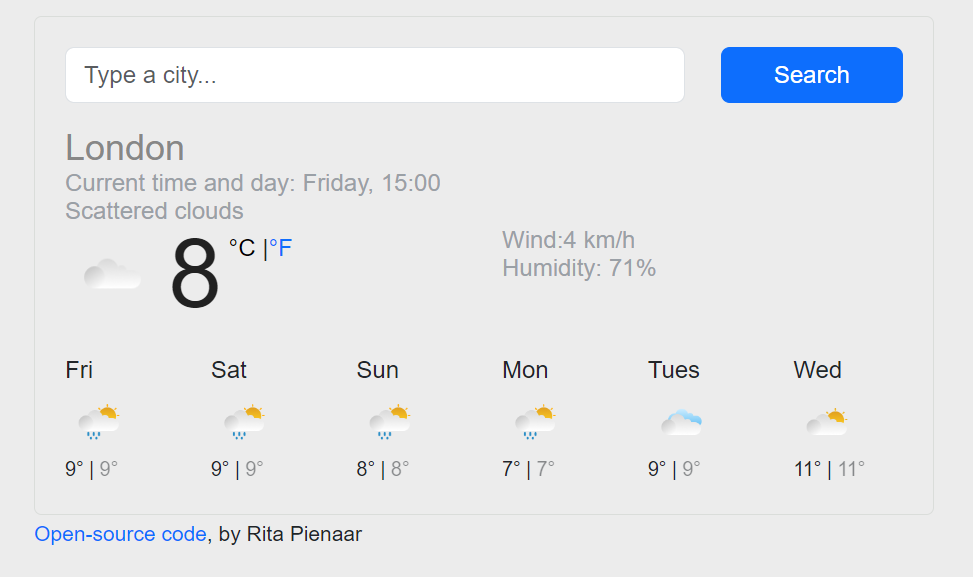 Type a city...
Search
London
Current time and day: Friday, 15:00
Scattered clouds
8 °C |°F
Wind:4 km/h
Humidity: 71%
Fri Sat Sun Mon Tues Wed
9° | 9° 9° | 9° 8° | 8° 7° | 7° 9° | 9° 11° | 11°
Open-source code, by Rita Pienaar